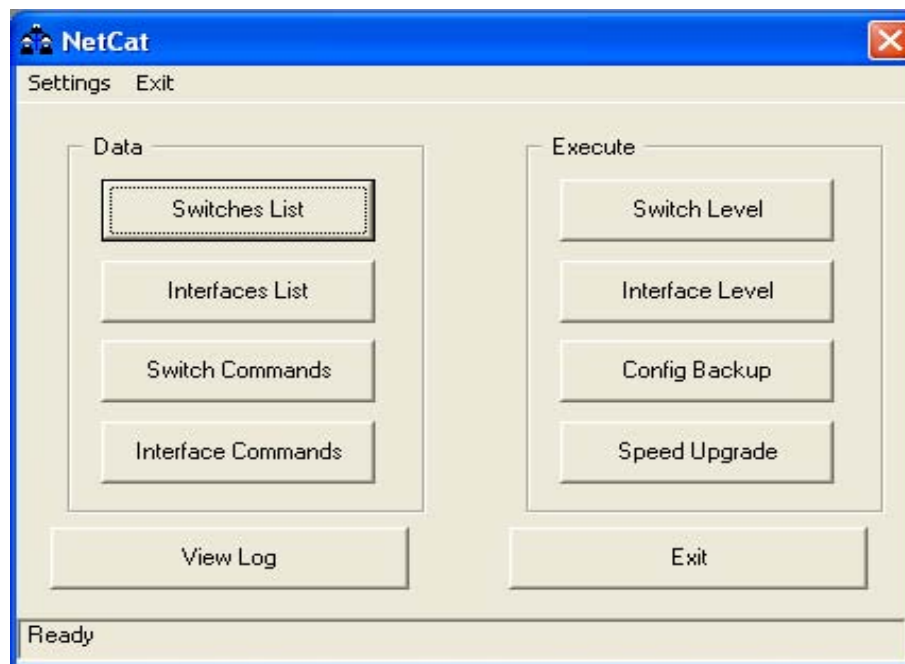 NetCat
Settings Exit
Data
Switches List
Interfaces List
Switch Commands
Interface Commands
Execute
Switch Level
Interface Level
Config Backup
Speed Upgrade
View Log
Exit
Ready